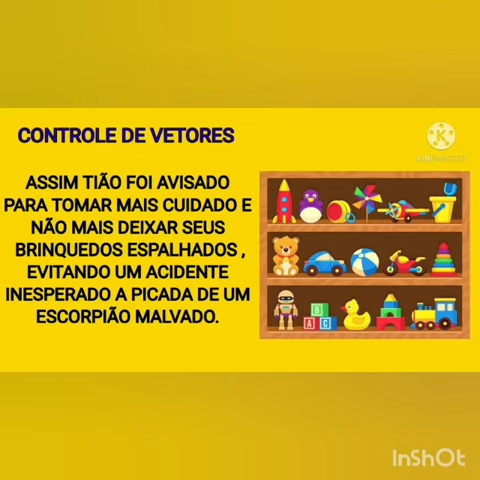 CONTROLE DE VETORES
ASSIM TIÃO FOI AVISADO
PARA TOMAR MAIS CUIDADO E
NÃO MAIS DEIXAR SEUS
BRINQUEDOS ESPALHADOS ,
EVITANDO UM ACIDENTE
INESPERADO A PICADA DE UM
ESCORPIÃO MALVADO.
K
KINEMASTER
A
B C
InShOt